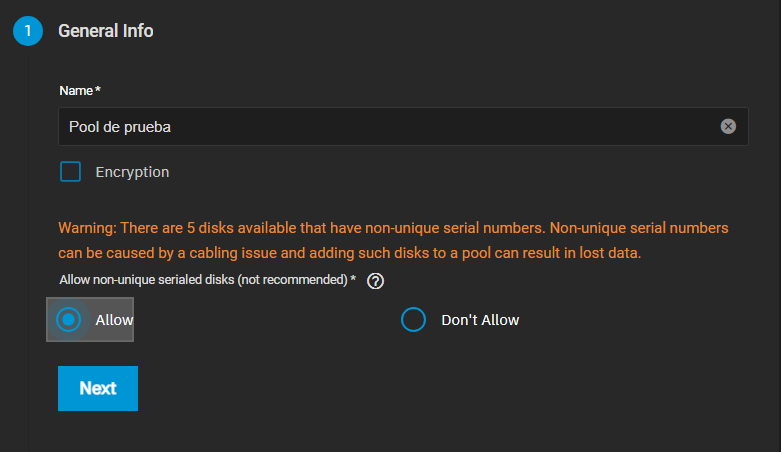 1 General Info
Name*
Pool de prueba
Encryption
Warning: There are 5 disks available that have non-unique serial numbers. Non-unique serial numbers
can be caused by a cabling issue and adding such disks to a pool can result in lost data.
Allow non-unique serialed disks (not recommended) * ?
Allow Don't Allow
Next